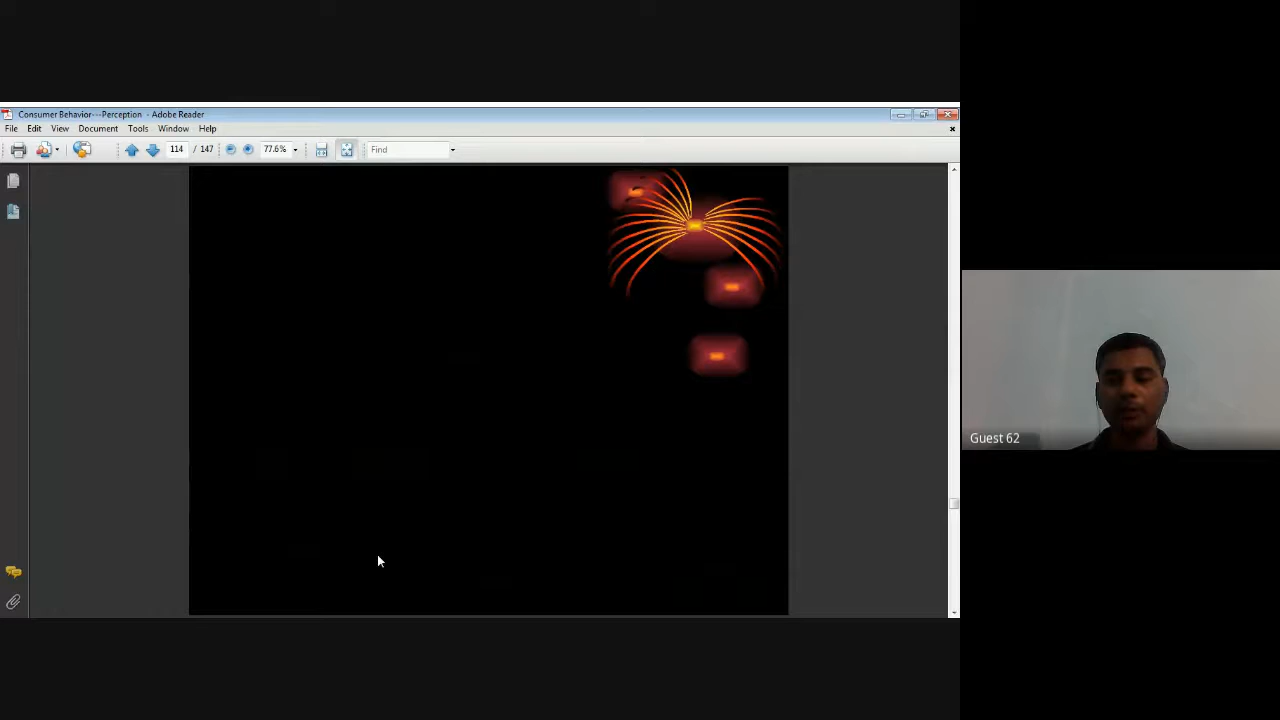 Consumer Behavior---Perception - Adobe Reader
File Edit View Document Tools Window Help
114 / 147 77.6% Find
Guest 62